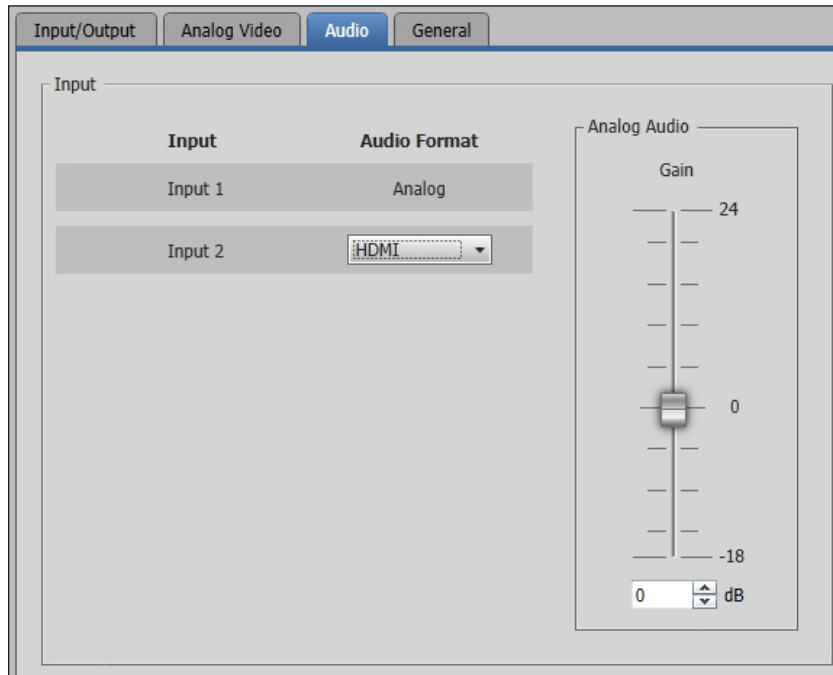 Input/Output Analog Video Audio General
Input
Input Audio Format
Input 1 Analog
Input 2 HDMI
Analog Audio
Gain
24
0
-18
0 dB